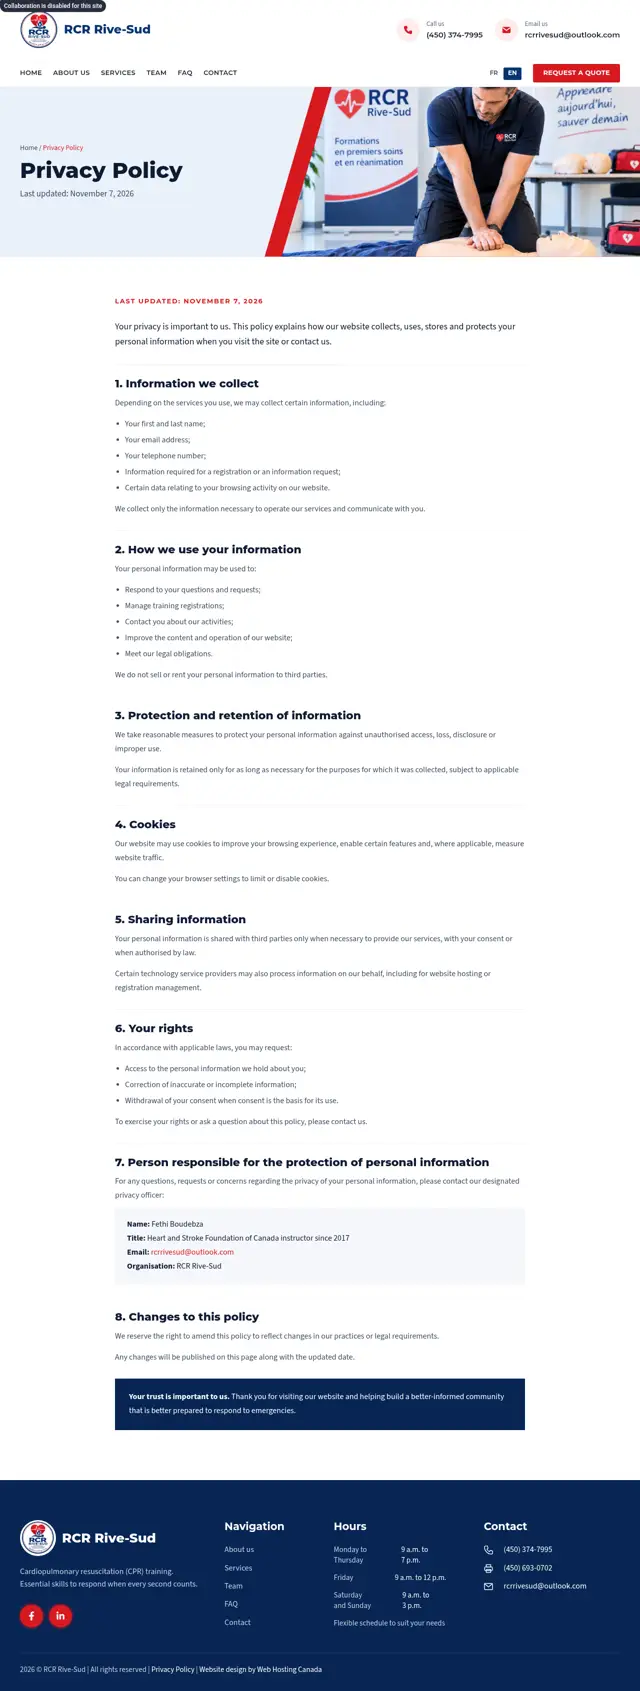 Collaboration is disabled for this site
RCR
RIVE-SUD
RCR Rive-Sud
Call us
(450) 374-7995
Email us
rcrrivesud@outlook.com
HOME ABOUT US SERVICES TEAM FAQ CONTACT
FR EN
REQUEST A QUOTE
Home / Privacy Policy
Privacy Policy
Last updated: November 7, 2026
RCR
Rive-Sud
Formations
en premiers soins
et en réanimation
RCR
Apprendre
aujourd'hui,
sauver demain
LAST UPDATED: NOVEMBER 7, 2026
Your privacy is important to us. This policy explains how our website collects, uses, stores and protects your
personal information when you visit the site or contact us.
1. Information we collect
Depending on the services you use, we may collect certain information, including:
• Your first and last name;
• Your email address;
• Your telephone number;
• Information required for a registration or an information request;
• Certain data relating to your browsing activity on our website.
We collect only the information necessary to operate our services and communicate with you.
2. How we use your information
Your personal information may be used to:
• Respond to your questions and requests;
• Manage training registrations;
• Contact you about our activities;
• Improve the content and operation of our website;
• Meet our legal obligations.
We do not sell or rent your personal information to third parties.
3. Protection and retention of information
We take reasonable measures to protect your personal information against unauthorised access, loss, disclosure or
improper use.
Your information is retained only for as long as necessary for the purposes for which it was collected, subject to applicable
legal requirements.
4. Cookies
Our website may use cookies to improve your browsing experience, enable certain features and, where applicable, measure
website traffic.
You can change your browser settings to limit or disable cookies.
5. Sharing information
Your personal information is shared with third parties only when necessary to provide our services, with your consent or
when authorised by law.
Certain technology service providers may also process information on our behalf, including for website hosting or
registration management.
6. Your rights
In accordance with applicable laws, you may request:
• Access to the personal information we hold about you;
• Correction of inaccurate or incomplete information;
• Withdrawal of your consent when consent is the basis for its use.
To exercise your rights or ask a question about this policy, please contact us.
7. Person responsible for the protection of personal information
For any questions, requests or concerns regarding the privacy of your personal information, please contact our designated
privacy officer:
Name: Fethi Boudebza
Title: Heart and Stroke Foundation of Canada instructor since 2017
Email: rcrrivesud@outlook.com
Organisation: RCR Rive-Sud
8. Changes to this policy
We reserve the right to amend this policy to reflect changes in our practices or legal requirements.
Any changes will be published on this page along with the updated date.
Your trust is important to us. Thank you for visiting our website and helping build a better-informed community
that is better prepared to respond to emergencies.
RCR
RIVE-SUD
RCR Rive-Sud
Cardiopulmonary resuscitation (CPR) training.
Essential skills to respond when every second counts.
Navigation
About us
Services
Team
FAQ
Contact
Hours
Monday to Thursday 9 a.m. to 7 p.m.
Friday 9 a.m. to 12 p.m.
Saturday and Sunday 9 a.m. to 3 p.m.
Flexible schedule to suit your needs
Contact
(450) 374-7995
(450) 693-0702
rcrrivesud@outlook.com
2026 © RCR Rive-Sud | All rights reserved | Privacy Policy | Website design by Web Hosting Canada